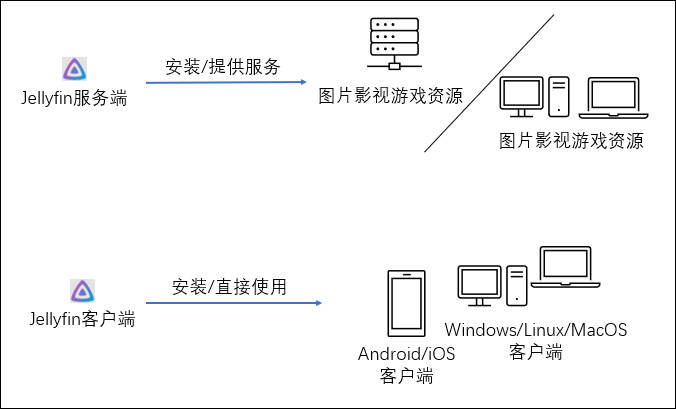 安装/提供服务
Jellyfin服务端
图片影视游戏资源
图片影视游戏资源
安装/直接使用
Jellyfin客户端
Android/iOS
客户端
Windows/Linux/MacOS
客户端